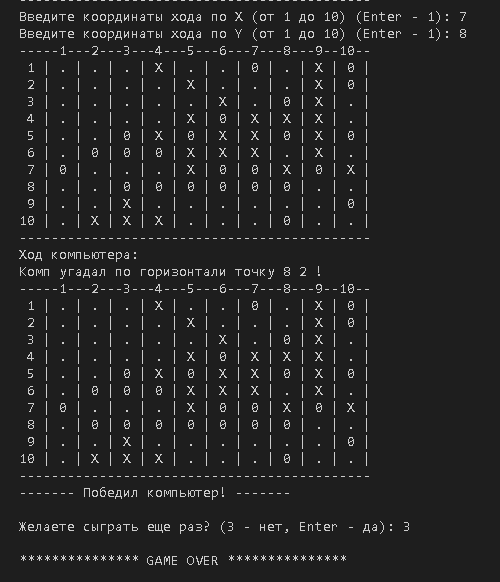 Введите координаты хода по X (от 1 до 10) (Enter - 1): 7
Введите координаты хода по Y (от 1 до 10) (Enter - 1): 8
-----1---2---3---4---5---6---7---8---9--10--
 1 | . | . | . | X | . | . | 0 | . | X | 0 |
 2 | . | . | . | . | X | . | . | . | X | 0 |
 3 | . | . | . | . | . | X | . | 0 | X | . |
 4 | . | . | . | . | X | 0 | X | X | X | . |
 5 | . | . | 0 | X | 0 | X | X | 0 | X | 0 |
 6 | . | 0 | 0 | 0 | X | X | X | . | X | . |
 7 | 0 | . | . | . | X | 0 | 0 | X | 0 | X |
 8 | . | . | 0 | 0 | 0 | 0 | 0 | 0 | . | . |
 9 | . | . | X | . | . | . | . | . | . | 0 |
10 | . | X | X | X | . | . | . | 0 | . | . |
--------------------------------------------
Ход компьютера:
Комп угадал по горизонтали точку 8 2 !
-----1---2---3---4---5---6---7---8---9--10--
 1 | . | . | . | X | . | . | 0 | . | X | 0 |
 2 | . | . | . | . | X | . | . | . | X | 0 |
 3 | . | . | . | . | . | X | . | 0 | X | . |
 4 | . | . | . | . | X | 0 | X | X | X | . |
 5 | . | . | 0 | X | 0 | X | X | 0 | X | 0 |
 6 | . | 0 | 0 | 0 | X | X | X | . | X | . |
 7 | 0 | . | . | . | X | 0 | 0 | X | 0 | X |
 8 | . | 0 | 0 | 0 | 0 | 0 | 0 | 0 | . | . |
 9 | . | . | X | . | . | . | . | . | . | 0 |
10 | . | X | X | X | . | . | . | 0 | . | . |
--------------------------------------------
------- Победил компьютер! -------
Желаете сыграть еще раз? (3 - нет, Enter - да): 3
*************** GAME OVER ***************